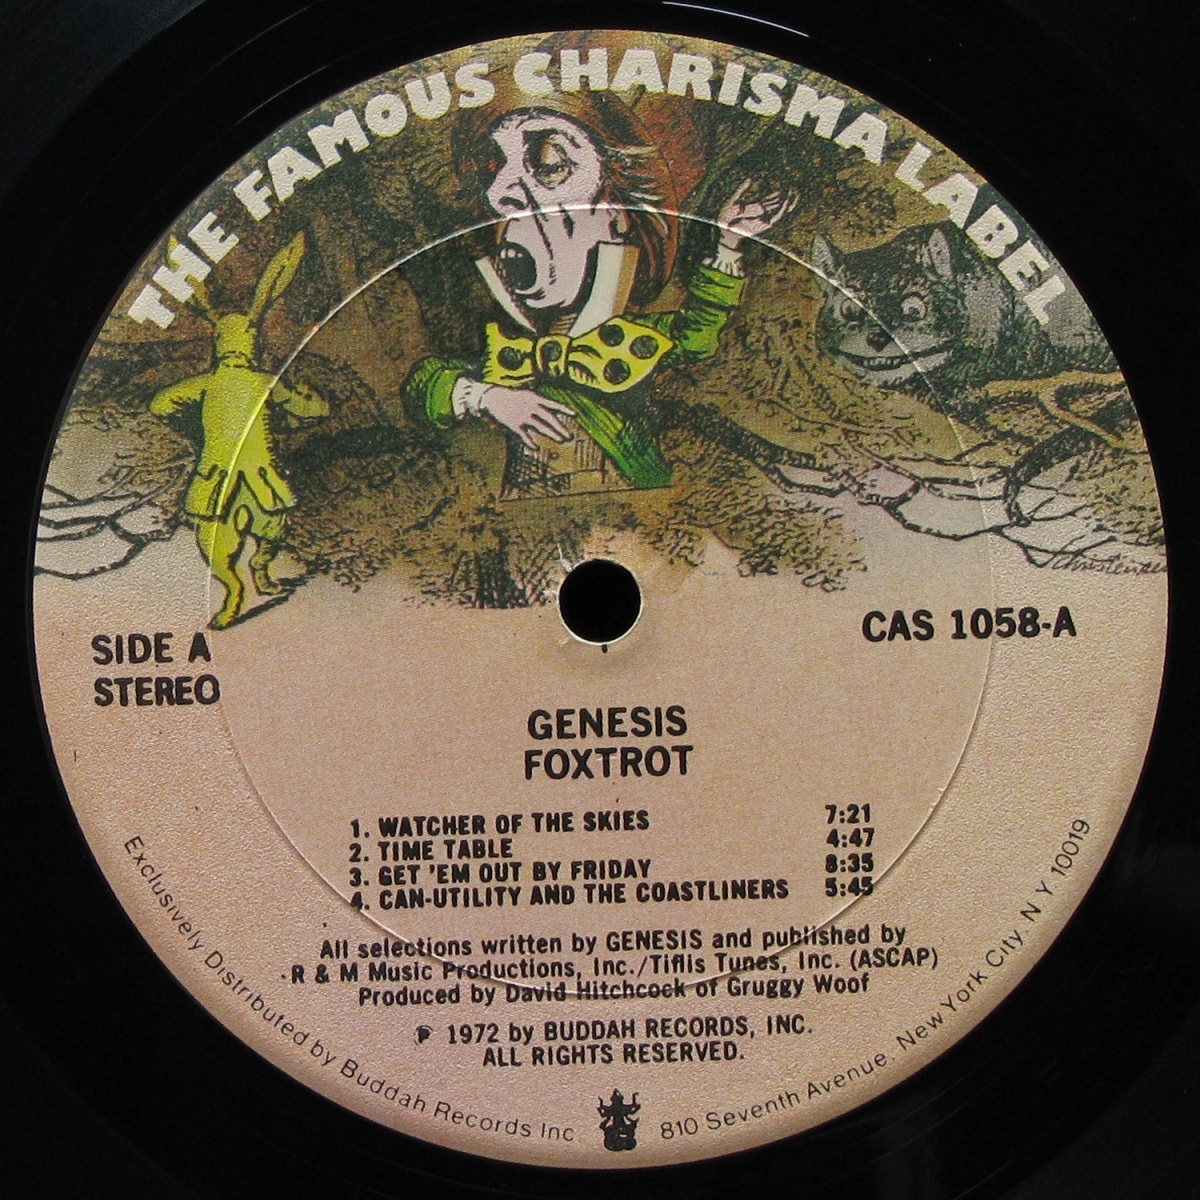 THE FAMOUS CHARISMA LABEL
SIDE A
STEREO
CAS 1058-A
GENESIS
FOXTROT
1. WATCHER OF THE SKIES 7:21
2. TIME TABLE 4:47
3. GET 'EM OUT BY FRIDAY 8:35
4. CAN-UTILITY AND THE COASTLINERS 5:45
All selections written by GENESIS and published by
R & M Music Productions, Inc./Tiflis Tunes, Inc. (ASCAP)
Produced by David Hitchcock of Gruggy Woof
℗ 1972 by BUDDAH RECORDS, INC.
ALL RIGHTS RESERVED.
Exclusively Distributed by Buddah Records Inc 810 Seventh Avenue. New York City. N Y 10019